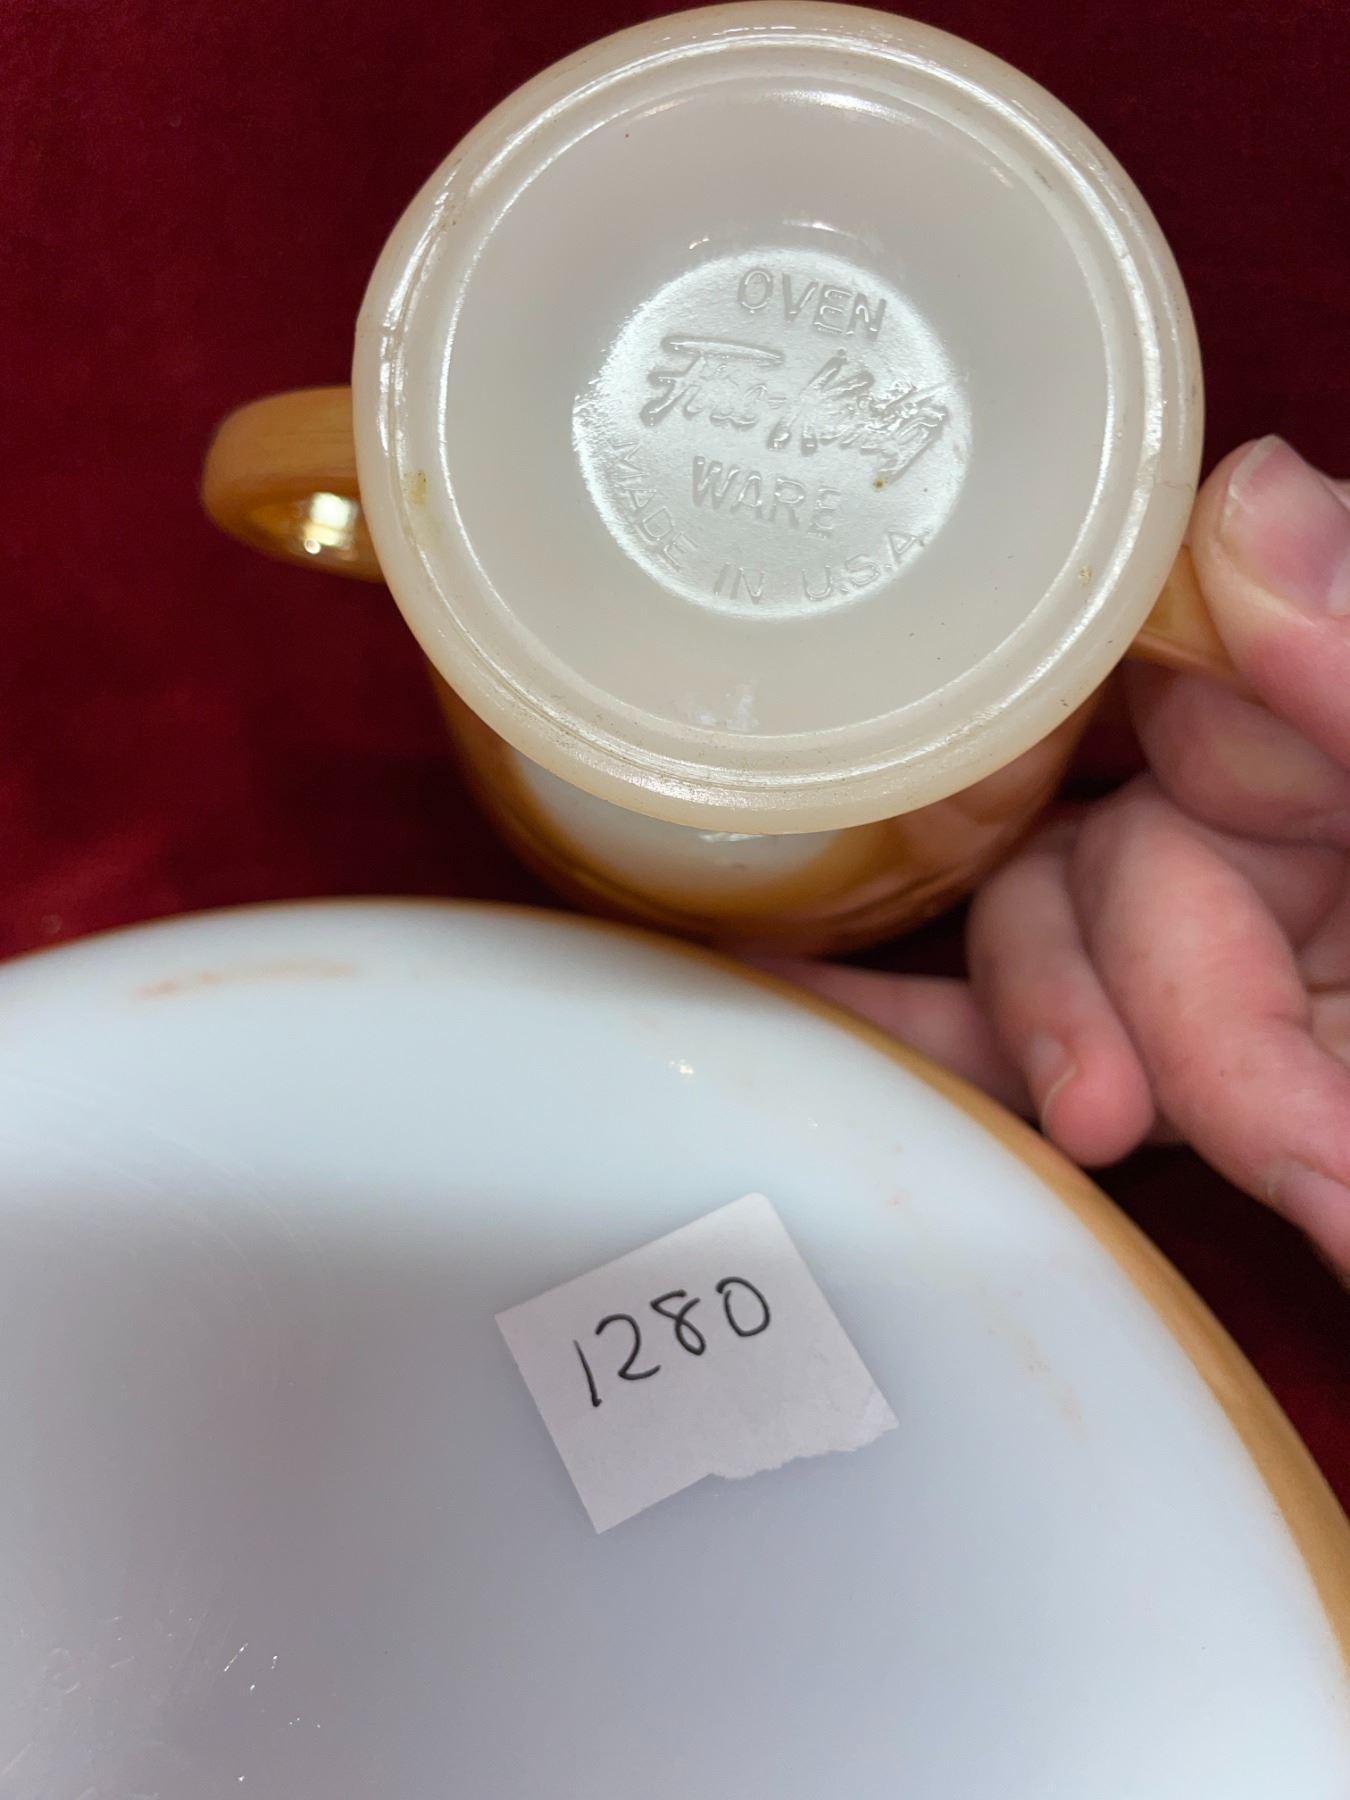 OVEN
Fire-King
WARE
MADE IN U.S.A.
1280